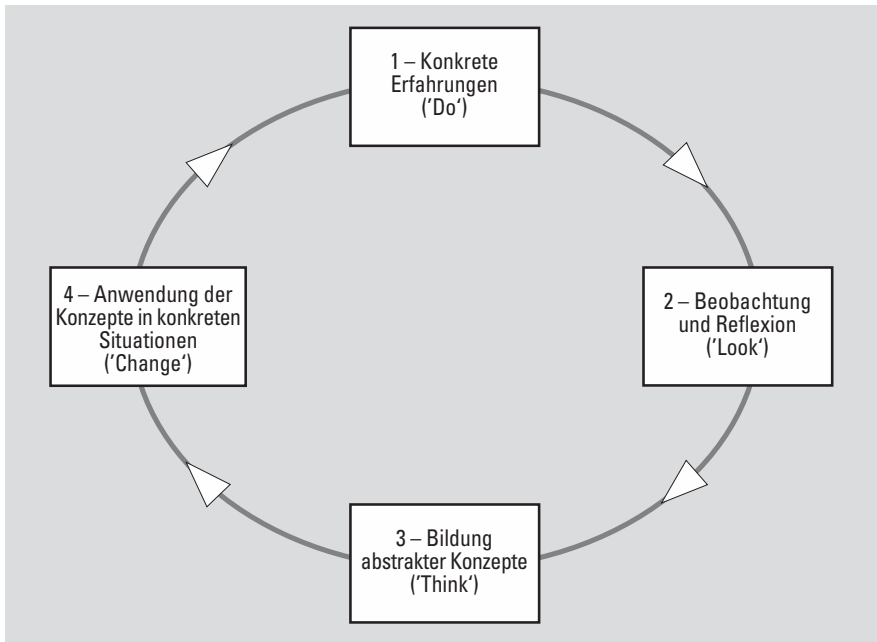 1 – Konkrete
Erfahrungen
('Do‘)
2 – Beobachtung
und Reflexion
('Look‘)
3 – Bildung
abstrakter Konzepte
('Think‘)
4 – Anwendung der
Konzepte in konkreten
Situationen
('Change‘)